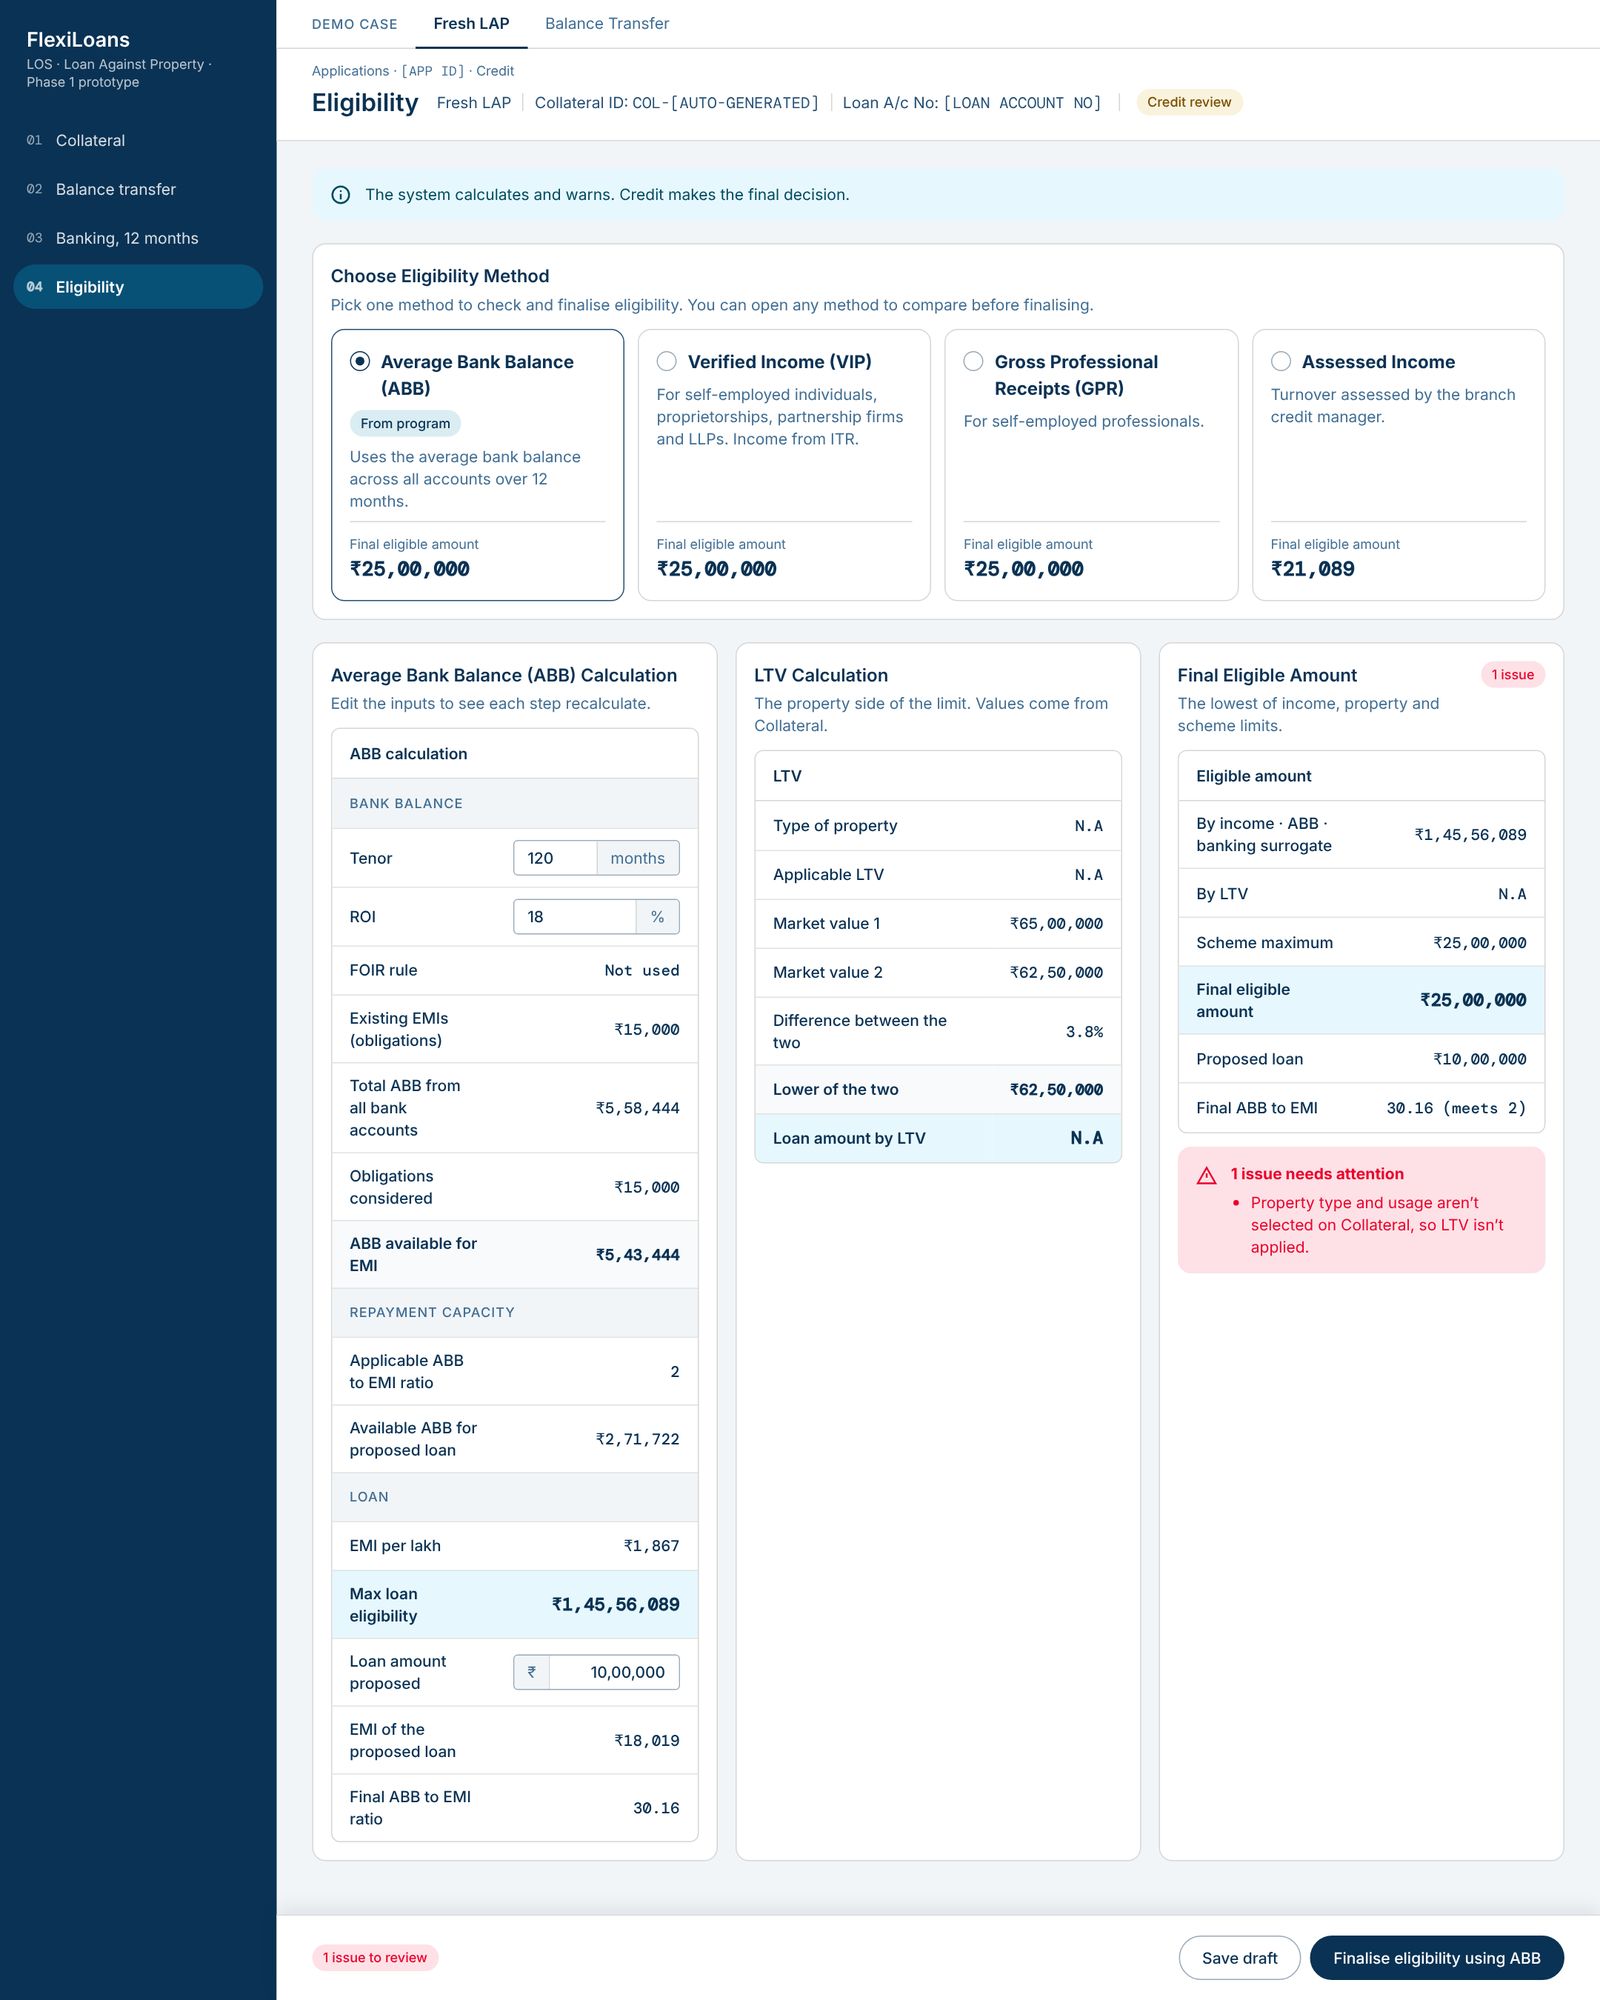 FlexiLoans
LOS · Loan Against Property ·
Phase 1 prototype
01 Collateral
02 Balance transfer
03 Banking, 12 months
04 Eligibility
DEMO CASE Fresh LAP Balance Transfer
Applications · [APP ID] · Credit
Eligibility Fresh LAP Collateral ID: COL-[AUTO-GENERATED] Loan A/c No: [LOAN ACCOUNT NO] Credit review
The system calculates and warns. Credit makes the final decision.
Choose Eligibility Method
Pick one method to check and finalise eligibility. You can open any method to compare before finalising.
Average Bank Balance
(ABB)
From program
Uses the average bank balance
across all accounts over 12
months.
Final eligible amount
₹25,00,000
Verified Income (VIP)
For self-employed individuals,
proprietorships, partnership firms
and LLPs. Income from ITR.
Final eligible amount
₹25,00,000
Gross Professional
Receipts (GPR)
For self-employed professionals.
Final eligible amount
₹25,00,000
Assessed Income
Turnover assessed by the branch
credit manager.
Final eligible amount
₹21,089
Average Bank Balance (ABB) Calculation
Edit the inputs to see each step recalculate.
ABB calculation
BANK BALANCE
Tenor 120 months
ROI 18 %
FOIR rule Not used
Existing EMIs
(obligations) ₹15,000
Total ABB from
all bank
accounts ₹5,58,444
Obligations
considered ₹15,000
ABB available for
EMI ₹5,43,444
REPAYMENT CAPACITY
Applicable ABB
to EMI ratio 2
Available ABB for
proposed loan ₹2,71,722
LOAN
EMI per lakh ₹1,867
Max loan
eligibility ₹1,45,56,089
Loan amount
proposed ₹ 10,00,000
EMI of the
proposed loan ₹18,019
Final ABB to EMI
ratio 30.16
LTV Calculation
The property side of the limit. Values come from
Collateral.
LTV
Type of property N.A
Applicable LTV N.A
Market value 1 ₹65,00,000
Market value 2 ₹62,50,000
Difference between the
two 3.8%
Lower of the two ₹62,50,000
Loan amount by LTV N.A
Final Eligible Amount 1 issue
The lowest of income, property and
scheme limits.
Eligible amount
By income · ABB ·
banking surrogate ₹1,45,56,089
By LTV N.A
Scheme maximum ₹25,00,000
Final eligible
amount ₹25,00,000
Proposed loan ₹10,00,000
Final ABB to EMI 30.16 (meets 2)
1 issue needs attention
• Property type and usage aren't
selected on Collateral, so LTV isn't
applied.
1 issue to review Save draft Finalise eligibility using ABB